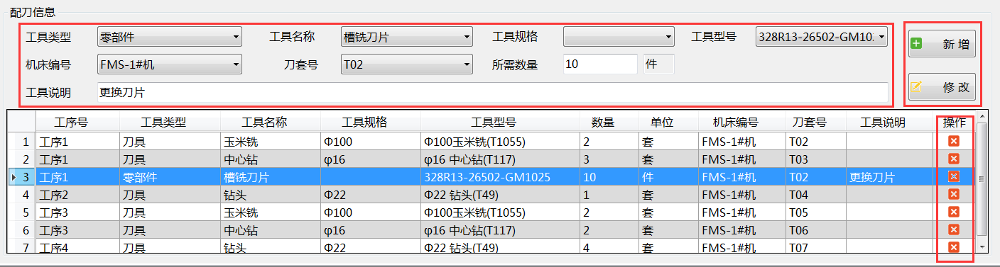 配刀信息
工具类型 零部件 工具名称 槽铣刀片 工具规格 工具型号 328R13-26502-GM10 新 增
机床编号 FMS-1#机 刀套号 T02 所需数量 10 件
工具说明 更换刀片 修 改
工序号 工具类型 工具名称 工具规格 工具型号 数量 单位 机床编号 刀套号 工具说明 操作
1 工序1 刀具 玉米铣 Φ100 Φ100玉米铣(T1055) 2 套 FMS-1#机 T02
2 工序1 刀具 中心钻 φ16 φ16 中心钻(T117) 3 套 FMS-1#机 T03
3 工序1 零部件 槽铣刀片 328R13-26502-GM1025 10 件 FMS-1#机 T02 更换刀片
4 工序2 刀具 钻头 Φ22 Φ22 钻头(T49) 1 套 FMS-1#机 T04
5 工序3 刀具 玉米铣 Φ100 Φ100玉米铣(T1055) 2 套 FMS-1#机 T05
6 工序3 刀具 中心钻 φ16 φ16 中心钻(T117) 2 套 FMS-1#机 T06
7 工序4 刀具 钻头 Φ22 Φ22 钻头(T49) 4 套 FMS-1#机 T07